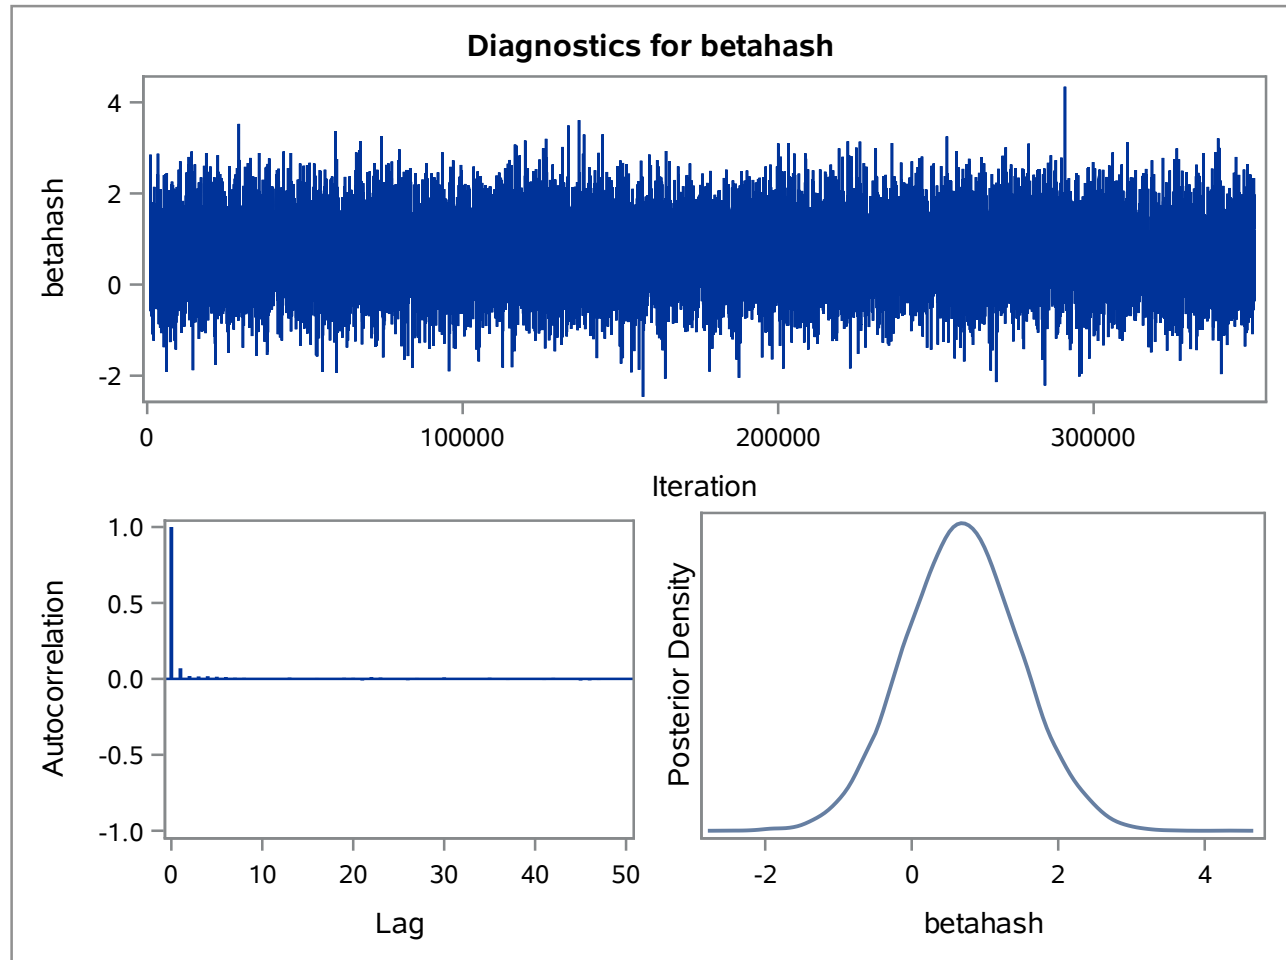 Diagnostics for betahash
betahash
4
2
0
-2
0 100000 200000 300000
Iteration
Autocorrelation
1.0
0.5
0.0
-0.5
-1.0
0 10 20 30 40 50
Lag
Posterior Density
-2 0 2 4
betahash